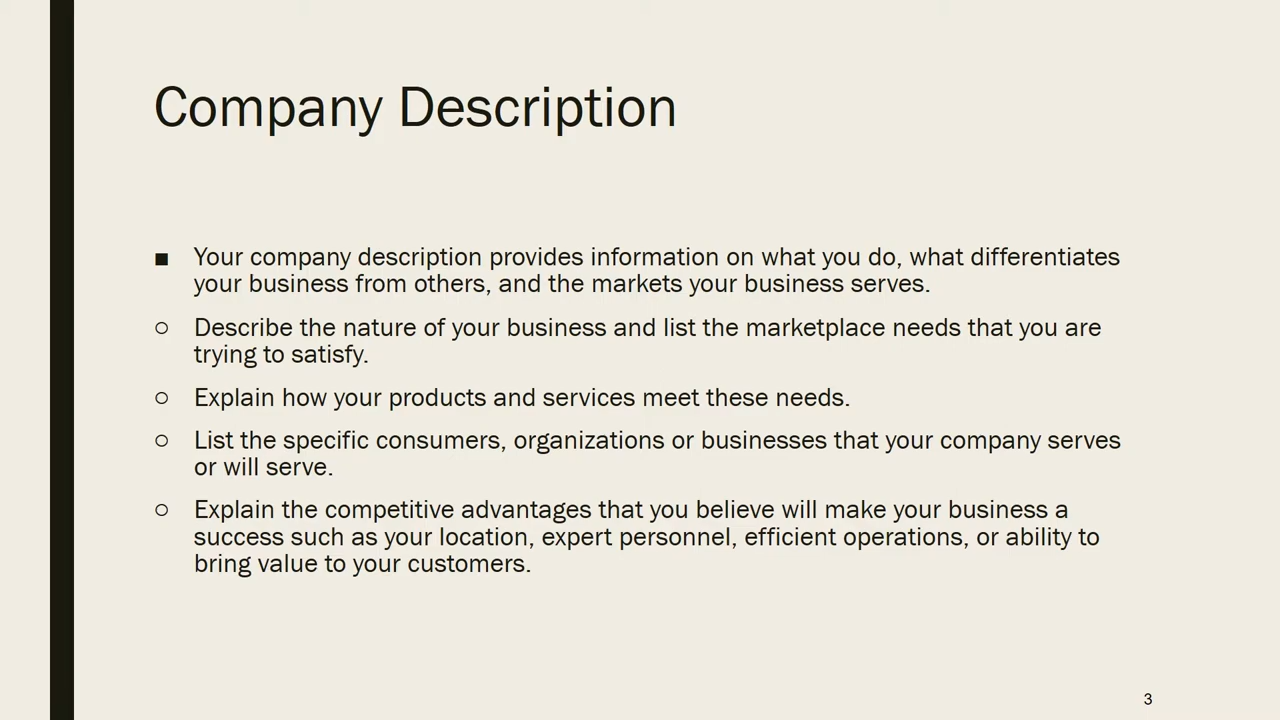 Company Description
■ Your company description provides information on what you do, what differentiates
your business from others, and the markets your business serves.
○ Describe the nature of your business and list the marketplace needs that you are
trying to satisfy.
○ Explain how your products and services meet these needs.
○ List the specific consumers, organizations or businesses that your company serves
or will serve.
○ Explain the competitive advantages that you believe will make your business a
success such as your location, expert personnel, efficient operations, or ability to
bring value to your customers.
3